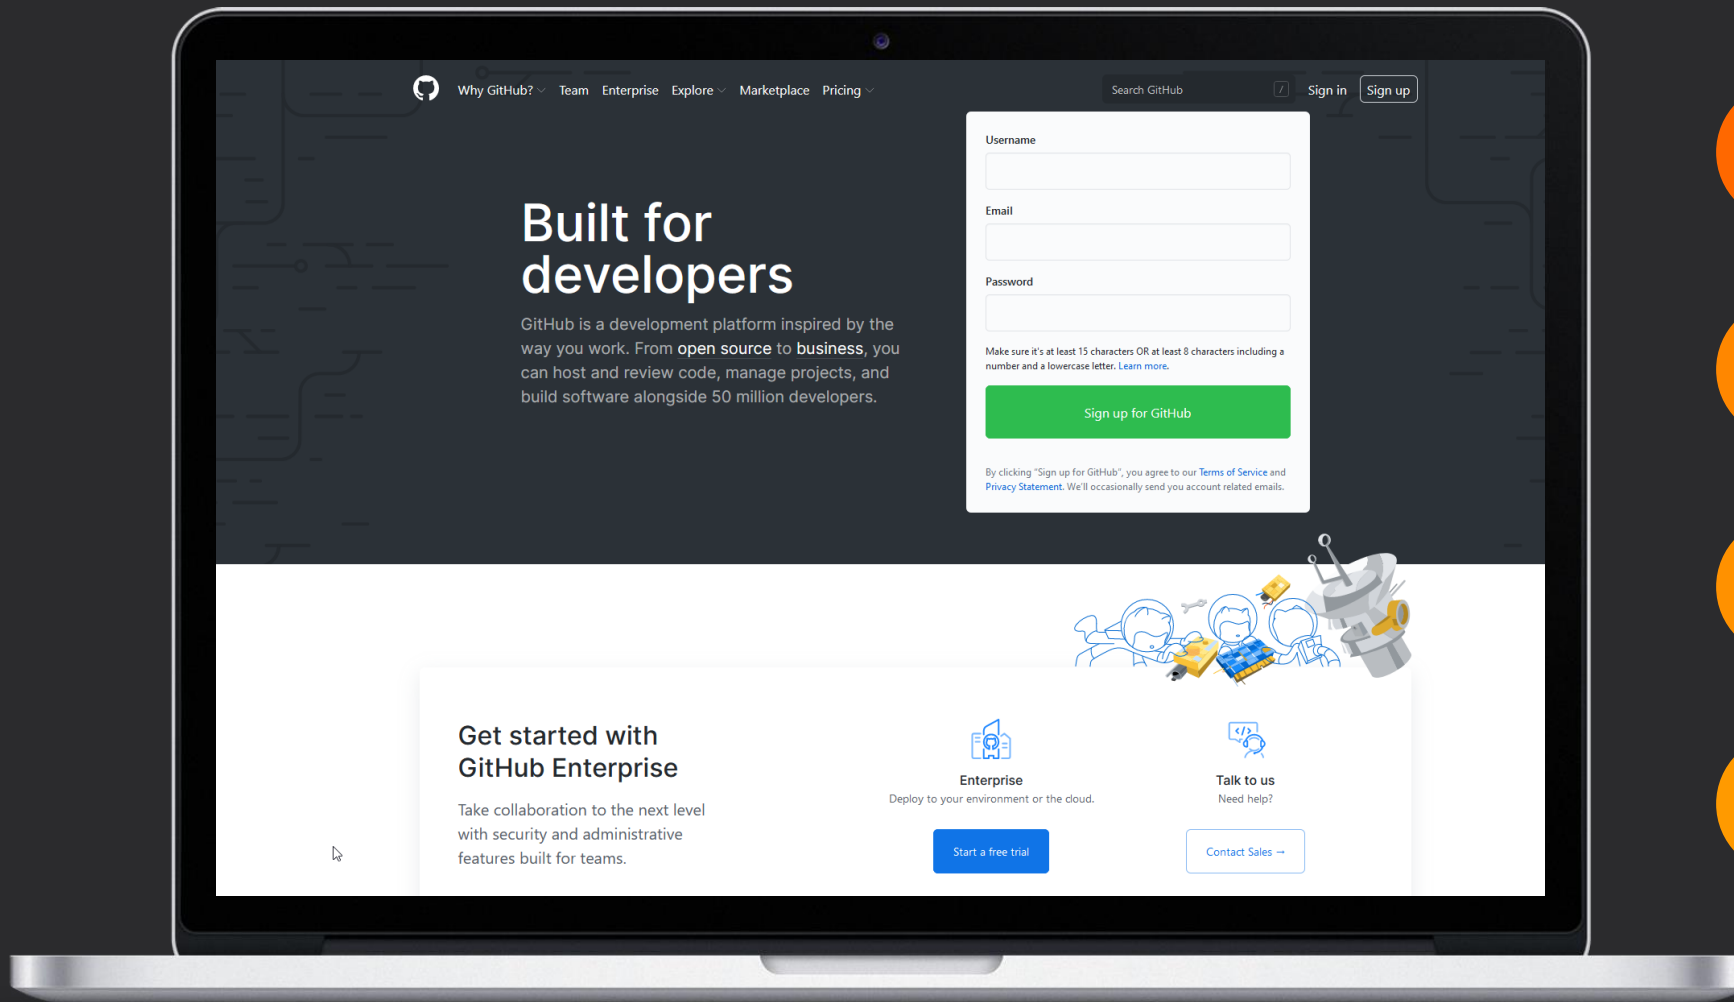 Why GitHub? Team Enterprise Explore Marketplace Pricing Search GitHub / Sign in Sign up
Built for
developers
GitHub is a development platform inspired by the
way you work. From open source to business, you
can host and review code, manage projects, and
build software alongside 50 million developers.
Username
Email
Password
Make sure it's at least 15 characters OR at least 8 characters including a
number and a lowercase letter. Learn more.
Sign up for GitHub
By clicking "Sign up for GitHub", you agree to our Terms of Service and
Privacy Statement. We'll occasionally send you account related emails.
Get started with
GitHub Enterprise
Take collaboration to the next level
with security and administrative
features built for teams.
Enterprise
Deploy to your environment or the cloud.
Start a free trial
Talk to us
Need help?
Contact Sales →